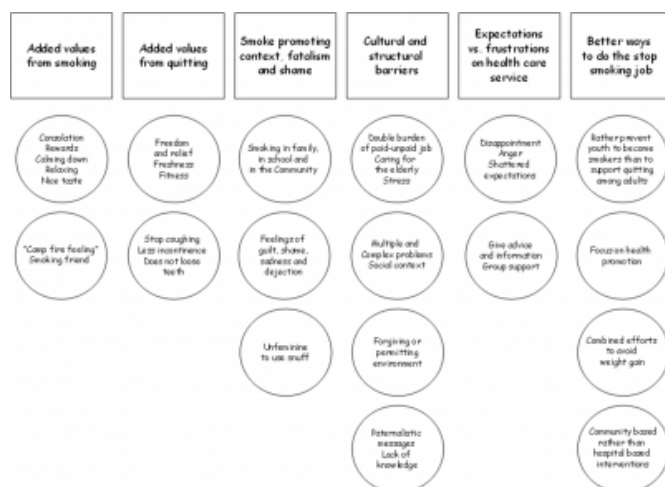 Added values
from smoking
Added values
from quitting
Smoke promoting
context, fatalism
and shame
Cultural and
structural
barriers
Expectations
vs. frustrations
on health care
service
Better ways
to do the stop
smoking job
Consolation
Rewards
Calming down
Relaxing
Nice taste
Freedom
and relief
Freshness
Fitness
Smoking in family,
in school and
in the Community
Double burden
of paid-unpaid job
Caring for
the elderly
Stress
Disappointment
Anger
Shattered
expectations
Rather prevent
youth to become
smokers than to
support quitting
among adults
"Camp fire feeling"
Smoking friend
Stop coughing
Less incontinence
Does not loose
teeth
Feelings of
guilt, shame,
sadness and
dejection
Multiple and
Complex problems
Social context
Give advice
and information
Group support
Focus on health
promotion
Unfeminine
to use snuff
Forgiving or
permitting
environment
Combined efforts
to avoid
weight gain
Paternalistic
messages
Lack of
knowledge
Community based
rather than
hospital based
interventions